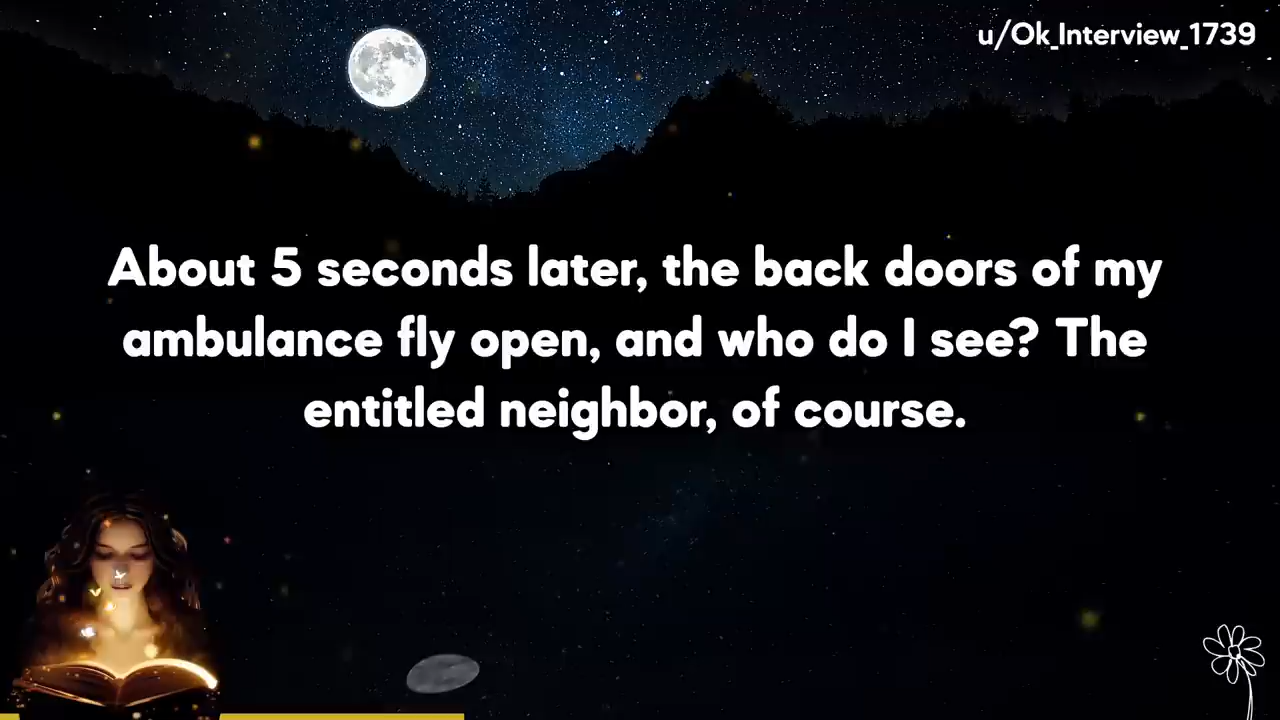 u/Ok_Interview_1739
About 5 seconds later, the back doors of my
ambulance fly open, and who do I see? The
entitled neighbor, of course.